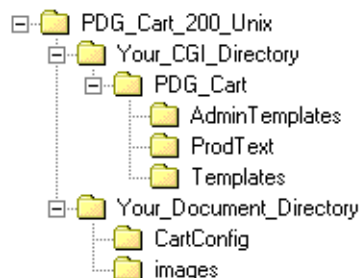 PDG_Cart_200_Unix
Your_CGI_Directory
PDG_Cart
AdminTemplates
ProdText
Templates
Your_Document_Directory
CartConfig
images